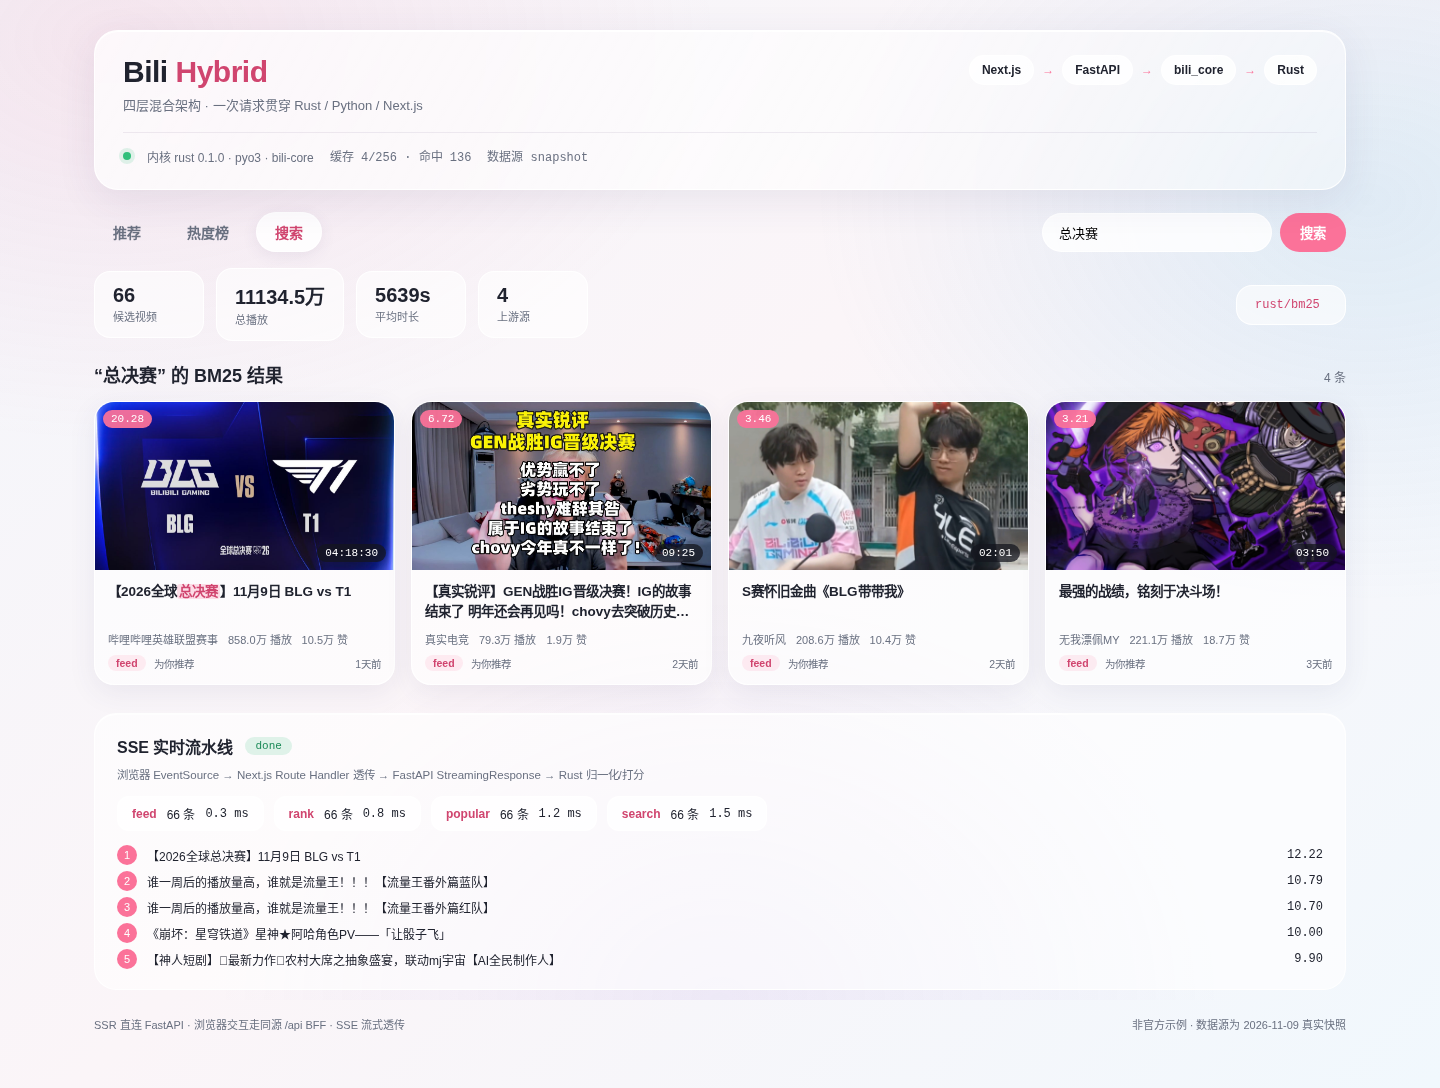 Bili Hybrid
Next.js → FastAPI → bili_core → Rust
四层混合架构 · 一次请求贯穿 Rust / Python / Next.js
内核 rust 0.1.0 · pyo3 · bili-core 缓存 4/256 · 命中 136 数据源 snapshot
推荐 热度榜 搜索
总决赛 搜索
66
候选视频
11134.5万
总播放
5639s
平均时长
4
上游源
rust/bm25
“总决赛” 的 BM25 结果
4 条
20.28
BLG
BILIBILI GAMING
VS
T1
BLG
T1
全球总决赛 26
04:18:30
【2026全球总决赛】11月9日 BLG vs T1
哔哩哔哩英雄联盟赛事 858.0万 播放 10.5万 赞
feed 为你推荐 1天前
6.72
真实锐评
GEN战胜IG晋级决赛
优势赢不了
劣势玩不了
theshy难辞其咎
属于IG的故事结束了
chovy今年真不一样了!
09:25
【真实锐评】GEN战胜IG晋级决赛！IG的故事
结束了 明年还会再见吗！chovy去突破历史…
真实电竞 79.3万 播放 1.9万 赞
feed 为你推荐 2天前
3.46
BILIBILI
GAMING
02:01
S赛怀旧金曲《BLG带带我》
九夜听风 208.6万 播放 10.4万 赞
feed 为你推荐 2天前
3.21
03:50
最强的战绩，铭刻于决斗场！
无我漂佩MY 221.1万 播放 18.7万 赞
feed 为你推荐 3天前
SSE 实时流水线 done
浏览器 EventSource → Next.js Route Handler 透传 → FastAPI StreamingResponse → Rust 归一化/打分
feed 66 条 0.3 ms
rank 66 条 0.8 ms
popular 66 条 1.2 ms
search 66 条 1.5 ms
1 【2026全球总决赛】11月9日 BLG vs T1 12.22
2 谁一周后的播放量高，谁就是流量王！！！【流量王番外篇蓝队】 10.79
3 谁一周后的播放量高，谁就是流量王！！！【流量王番外篇红队】 10.70
4 《崩坏：星穹铁道》星神★阿哈角色PV——「让骰子飞」 10.00
5 【神人短剧】□最新力作□农村大席之抽象盛宴，联动mj宇宙【AI全民制作人】 9.90
SSR 直连 FastAPI · 浏览器交互走同源 /api BFF · SSE 流式透传
非官方示例 · 数据源为 2026-11-09 真实快照